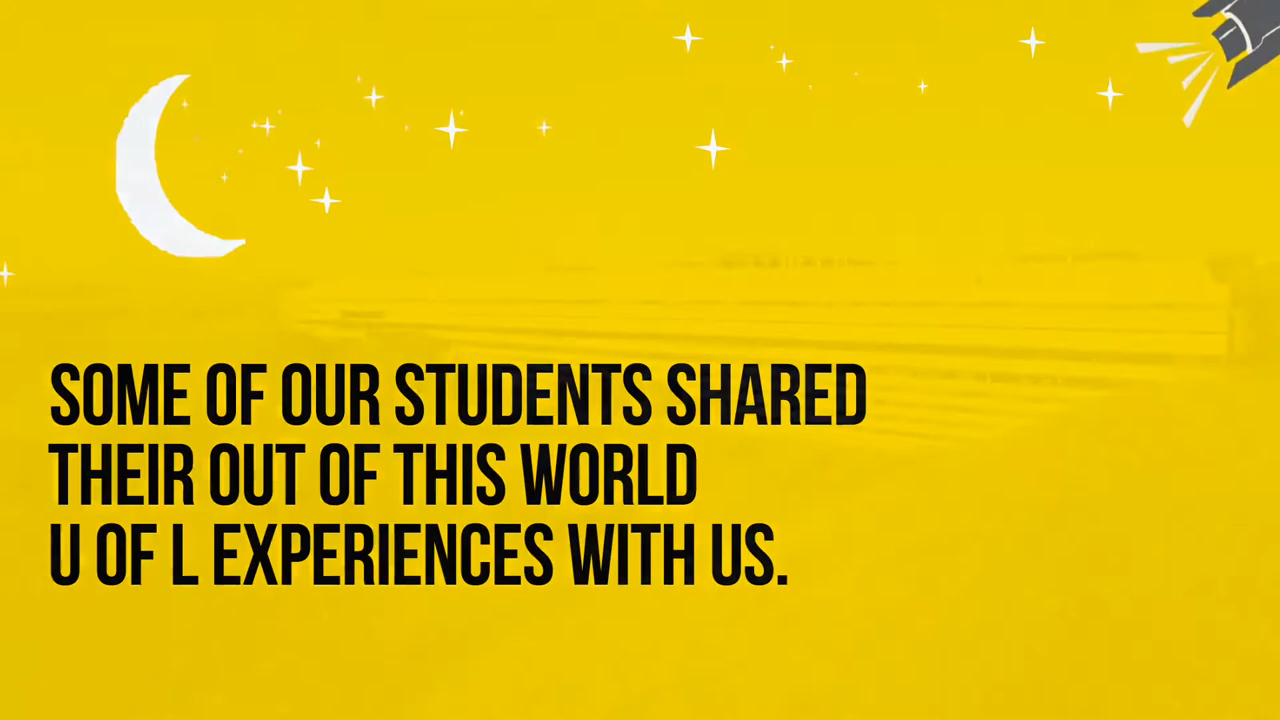 SOME OF OUR STUDENTS SHARED
THEIR OUT OF THIS WORLD
U OF L EXPERIENCES WITH US.